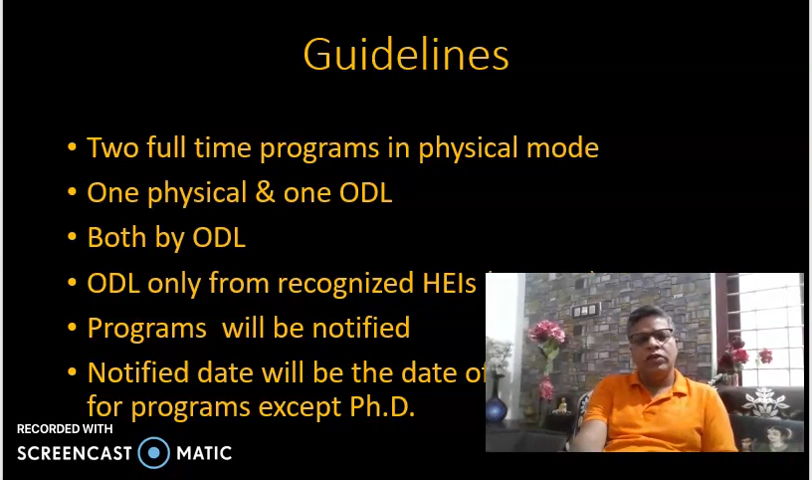 Guidelines
• Two full time programs in physical mode
• One physical & one ODL
• Both by ODL
• ODL only from recognized HEIs
• Programs will be notified
• Notified date will be the date of
for programs except Ph.D.
RECORDED WITH
SCREENCAST MATIC